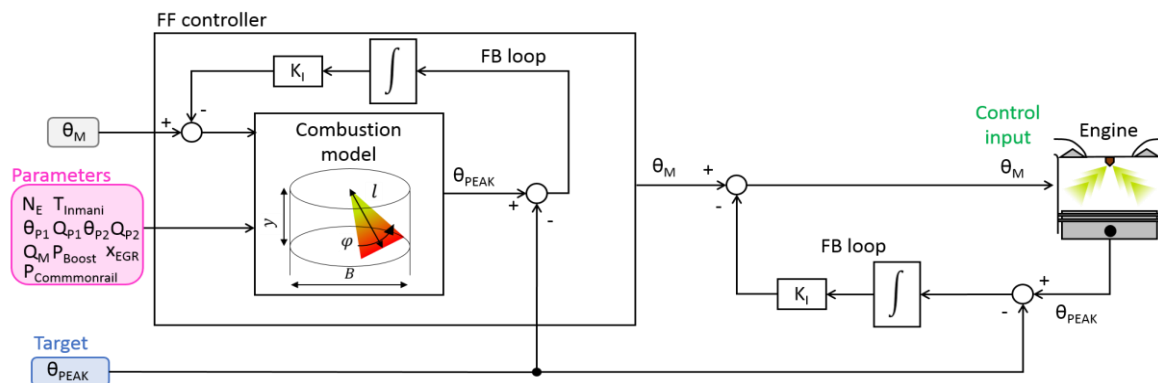 FF controller
FB loop
K_I
∫
-
θ_M
+
Combustion
model
l
y
φ
B
θ_PEAK
+
-
Parameters
N_E T_Inmani
θ_P1 Q_P1 θ_P2 Q_P2
Q_M P_Boost x_EGR
P_Commmonrail
Target
θ_PEAK
θ_M
+
-
Control
input
θ_M
Engine
FB loop
K_I
∫
+
-
θ_PEAK